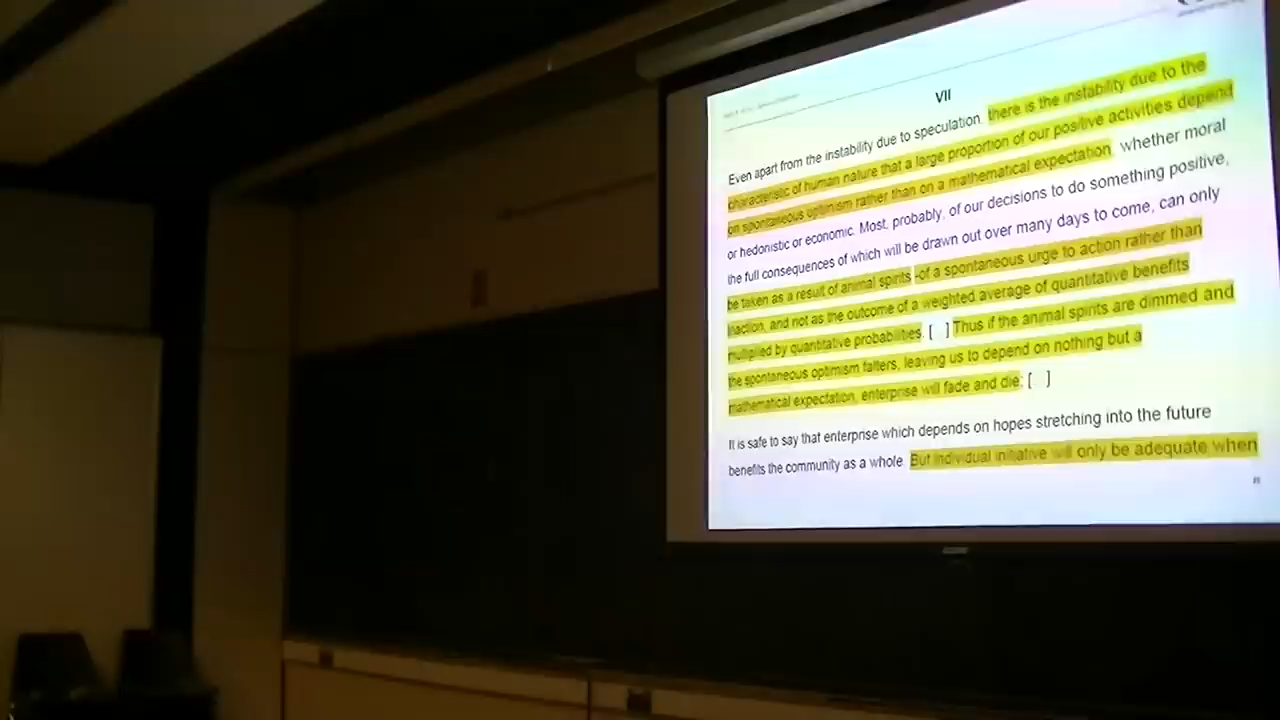 VII
Even apart from the instability due to speculation, there is the instability due to the
characteristic of human nature that a large proportion of our positive activities depend
on spontaneous optimism rather than on a mathematical expectation, whether moral
or hedonistic or economic. Most, probably, of our decisions to do something positive,
the full consequences of which will be drawn out over many days to come, can only
be taken as a result of animal spirits -of a spontaneous urge to action rather than
inaction, and not as the outcome of a weighted average of quantitative benefits
multiplied by quantitative probabilities. [ ] Thus if the animal spirits are dimmed and
the spontaneous optimism falters, leaving us to depend on nothing but a
mathematical expectation, enterprise will fade and die; [ ]
It is safe to say that enterprise which depends on hopes stretching into the future
benefits the community as a whole. But individual initiative will only be adequate when